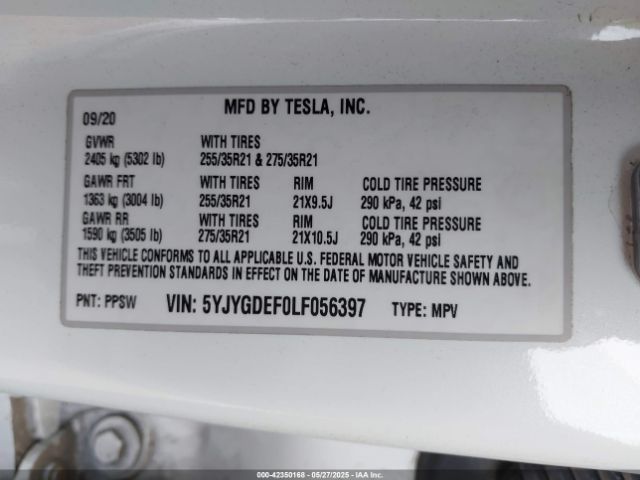 MFD BY TESLA, INC.
09/20
GVWR WITH TIRES
2405 kg (5302 lb) 255/35R21 & 275/35R21
GAWR FRT WITH TIRES RIM COLD TIRE PRESSURE
1363 kg (3004 lb) 255/35R21 21X9.5J 290 kPa, 42 psi
GAWR RR WITH TIRES RIM COLD TIRE PRESSURE
1590 kg (3505 lb) 275/35R21 21X10.5J 290 kPa, 42 psi
THIS VEHICLE CONFORMS TO ALL APPLICABLE U.S. FEDERAL MOTOR VEHICLE SAFETY AND
THEFT PREVENTION STANDARDS IN EFFECT ON THE DATE OF MANUFACTURE SHOWN ABOVE.
PNT: PPSW VIN: 5YJYGDEF0LF056397 TYPE: MPV
000-42350168 - 05/27/2025 - IAA Inc.